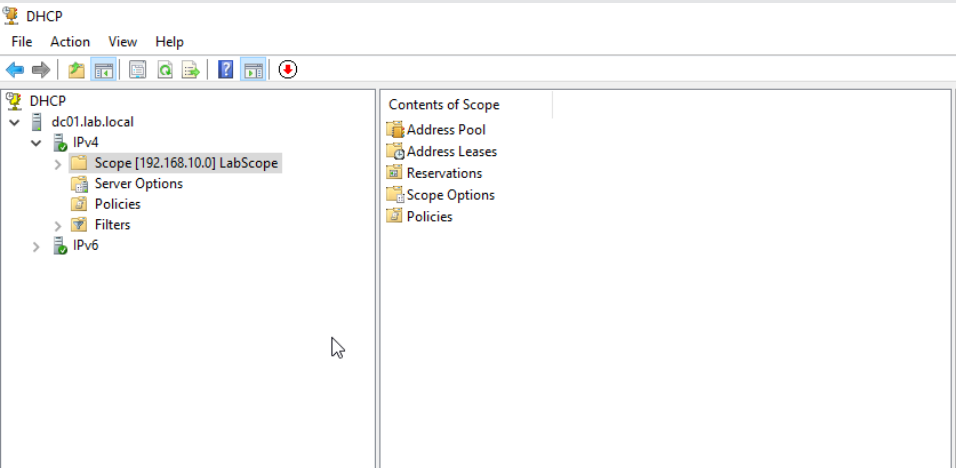 DHCP
File Action View Help
DHCP
dc01.lab.local
IPv4
Scope [192.168.10.0] LabScope
Server Options
Policies
Filters
IPv6
Contents of Scope
Address Pool
Address Leases
Reservations
Scope Options
Policies